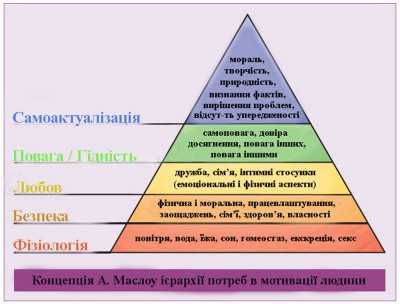 мораль,
творчість,
природність,
визнання фактів,
вирішення проблем,
відсут-ть упередженості
Самоактуалізація
самоповага, довіра
досягнення, повага інших,
повага іншими
Повага / Гідність
дружба, сім'я, інтимні стосунки
(емоціональні і фізичні аспекти)
Любов
фізична і моральна, працевлаштування,
заощаджень, сім'ї, здоров'я, власності
Безпека
повітря, вода, їжа, сон, гомеостаз, екскреція, секс
Фізіологія
Концепція А. Маслоу ієрархії потреб в мотивації людини